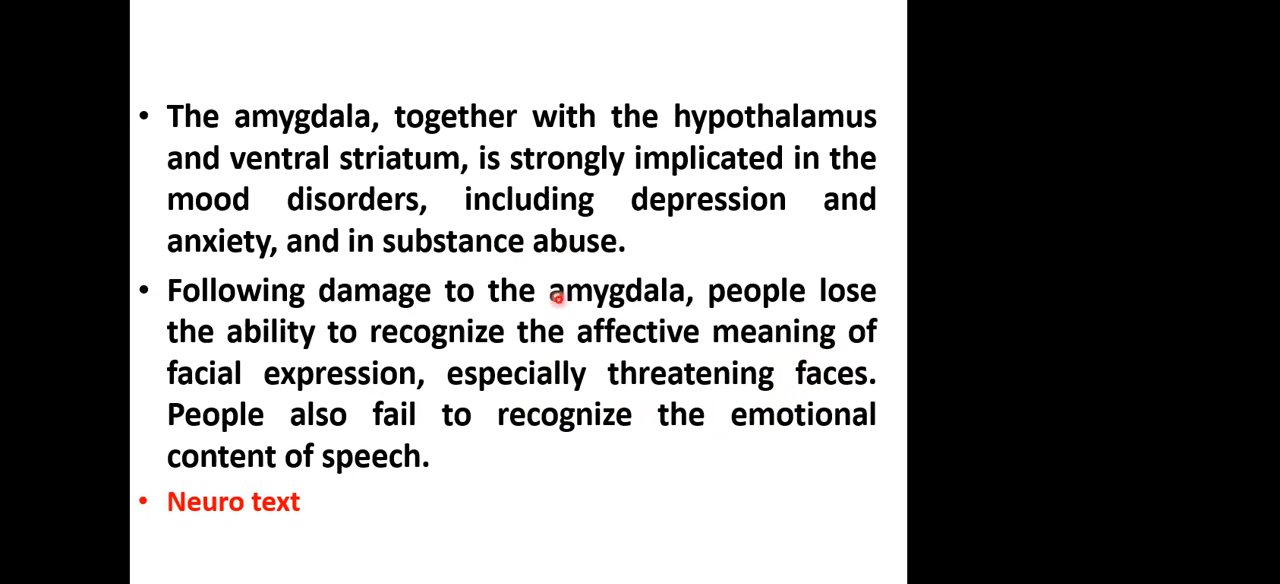 • The amygdala, together with the hypothalamus
and ventral striatum, is strongly implicated in the
mood disorders, including depression and
anxiety, and in substance abuse.
• Following damage to the amygdala, people lose
the ability to recognize the affective meaning of
facial expression, especially threatening faces.
People also fail to recognize the emotional
content of speech.
• Neuro text